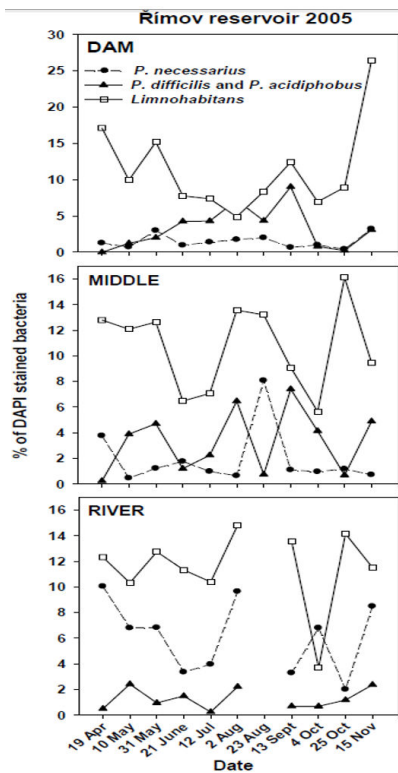 Římov reservoir 2005
DAM
P. necessarius
P. difficilis and P. acidiphobus
Limnohabitans
30
25
20
15
10
5
0
MIDDLE
16
14
12
10
8
6
4
2
0
% of DAPI stained bacteria
RIVER
16
14
12
10
8
6
4
2
0
19 Apr
10 May
31 May
21 June
12 Jul
2 Aug
23 Aug
13 Sept
4 Oct
25 Oct
15 Nov
Date